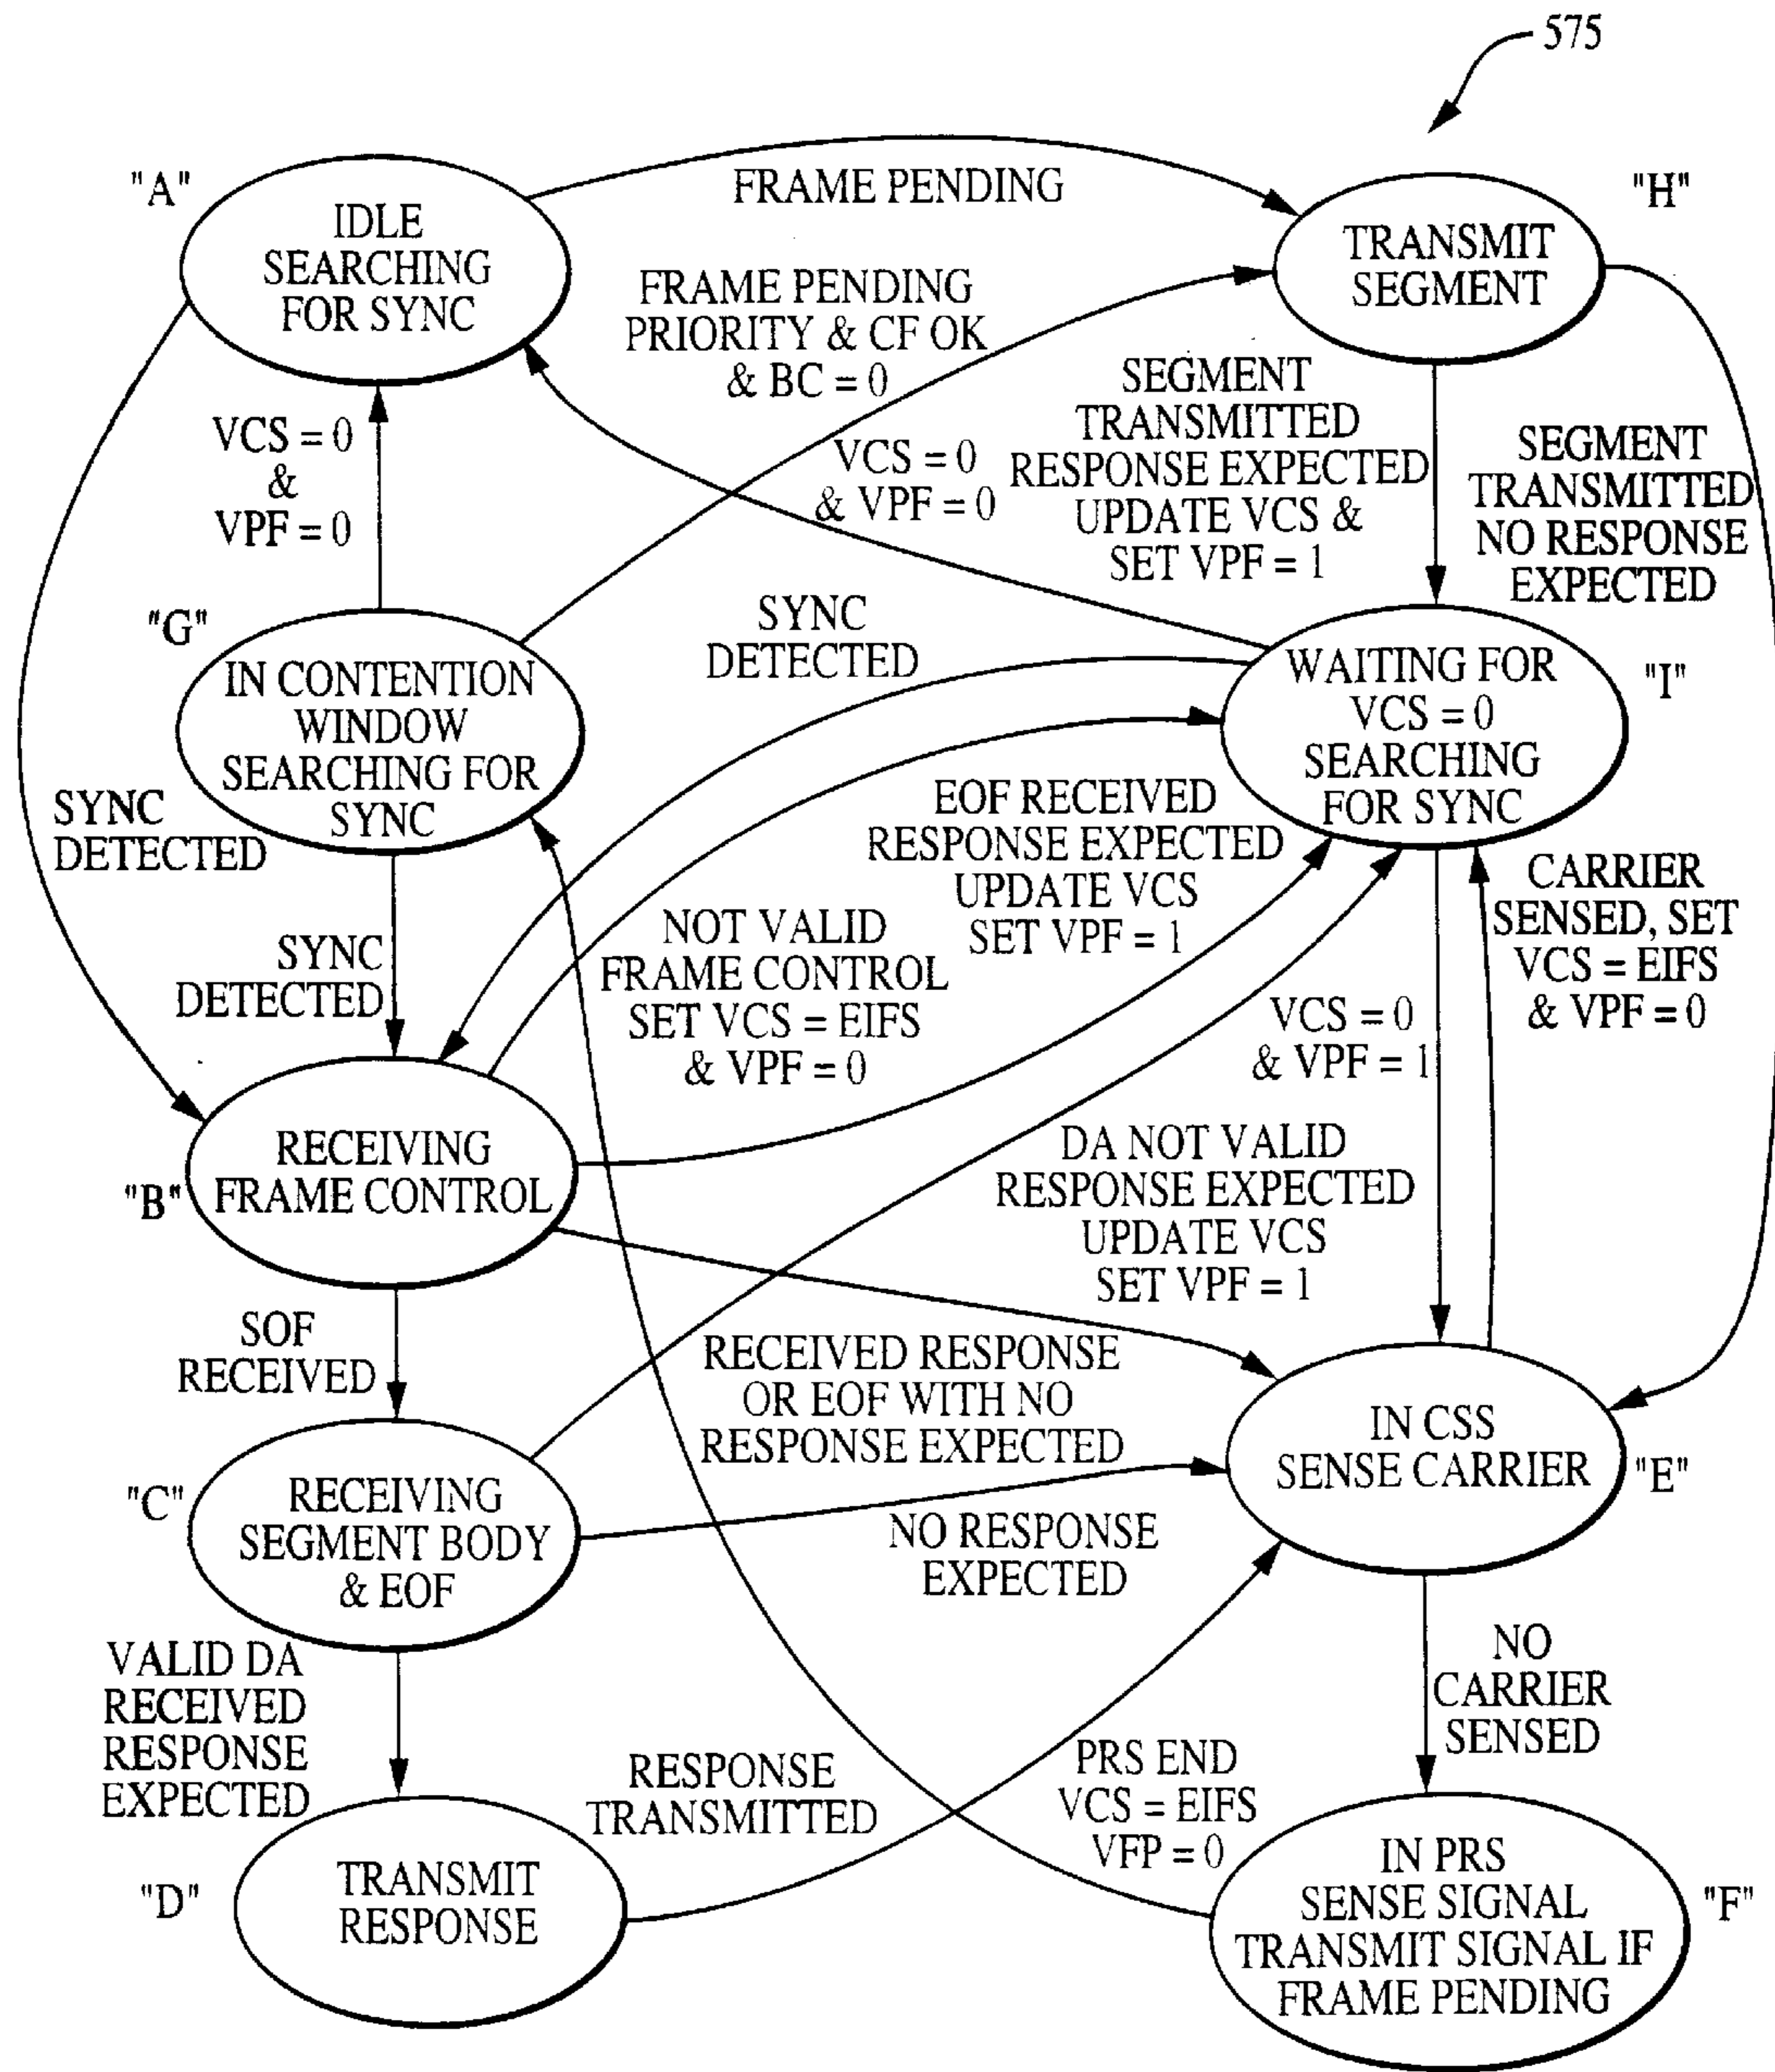 575
"A"
IDLE
SEARCHING
FOR SYNC
FRAME PENDING
"H"
TRANSMIT
SEGMENT
FRAME PENDING
PRIORITY & CF OK
& BC = 0
VCS = 0
&
VPF = 0
VCS = 0
& VPF = 0
SEGMENT
TRANSMITTED
RESPONSE EXPECTED
UPDATE VCS &
SET VPF = 1
SEGMENT
TRANSMITTED
NO RESPONSE
EXPECTED
"G"
IN CONTENTION
WINDOW
SEARCHING FOR
SYNC
SYNC
DETECTED
WAITING FOR
VCS = 0
SEARCHING
FOR SYNC
"I"
SYNC
DETECTED
SYNC
DETECTED
NOT VALID
FRAME CONTROL
SET VCS = EIFS
& VPF = 0
EOF RECEIVED
RESPONSE EXPECTED
UPDATE VCS
SET VPF = 1
CARRIER
SENSED, SET
VCS = EIFS
& VPF = 0
VCS = 0
& VPF = 1
"B"
RECEIVING
FRAME CONTROL
DA NOT VALID
RESPONSE EXPECTED
UPDATE VCS
SET VPF = 1
SOF
RECEIVED
RECEIVED RESPONSE
OR EOF WITH NO
RESPONSE EXPECTED
IN CSS
SENSE CARRIER
"E"
"C"
RECEIVING
SEGMENT BODY
& EOF
NO RESPONSE
EXPECTED
VALID DA
RECEIVED
RESPONSE
EXPECTED
NO
CARRIER
SENSED
RESPONSE
TRANSMITTED
PRS END
VCS = EIFS
VFP = 0
"D"
TRANSMIT
RESPONSE
IN PRS
SENSE SIGNAL
TRANSMIT SIGNAL IF
FRAME PENDING
"F"